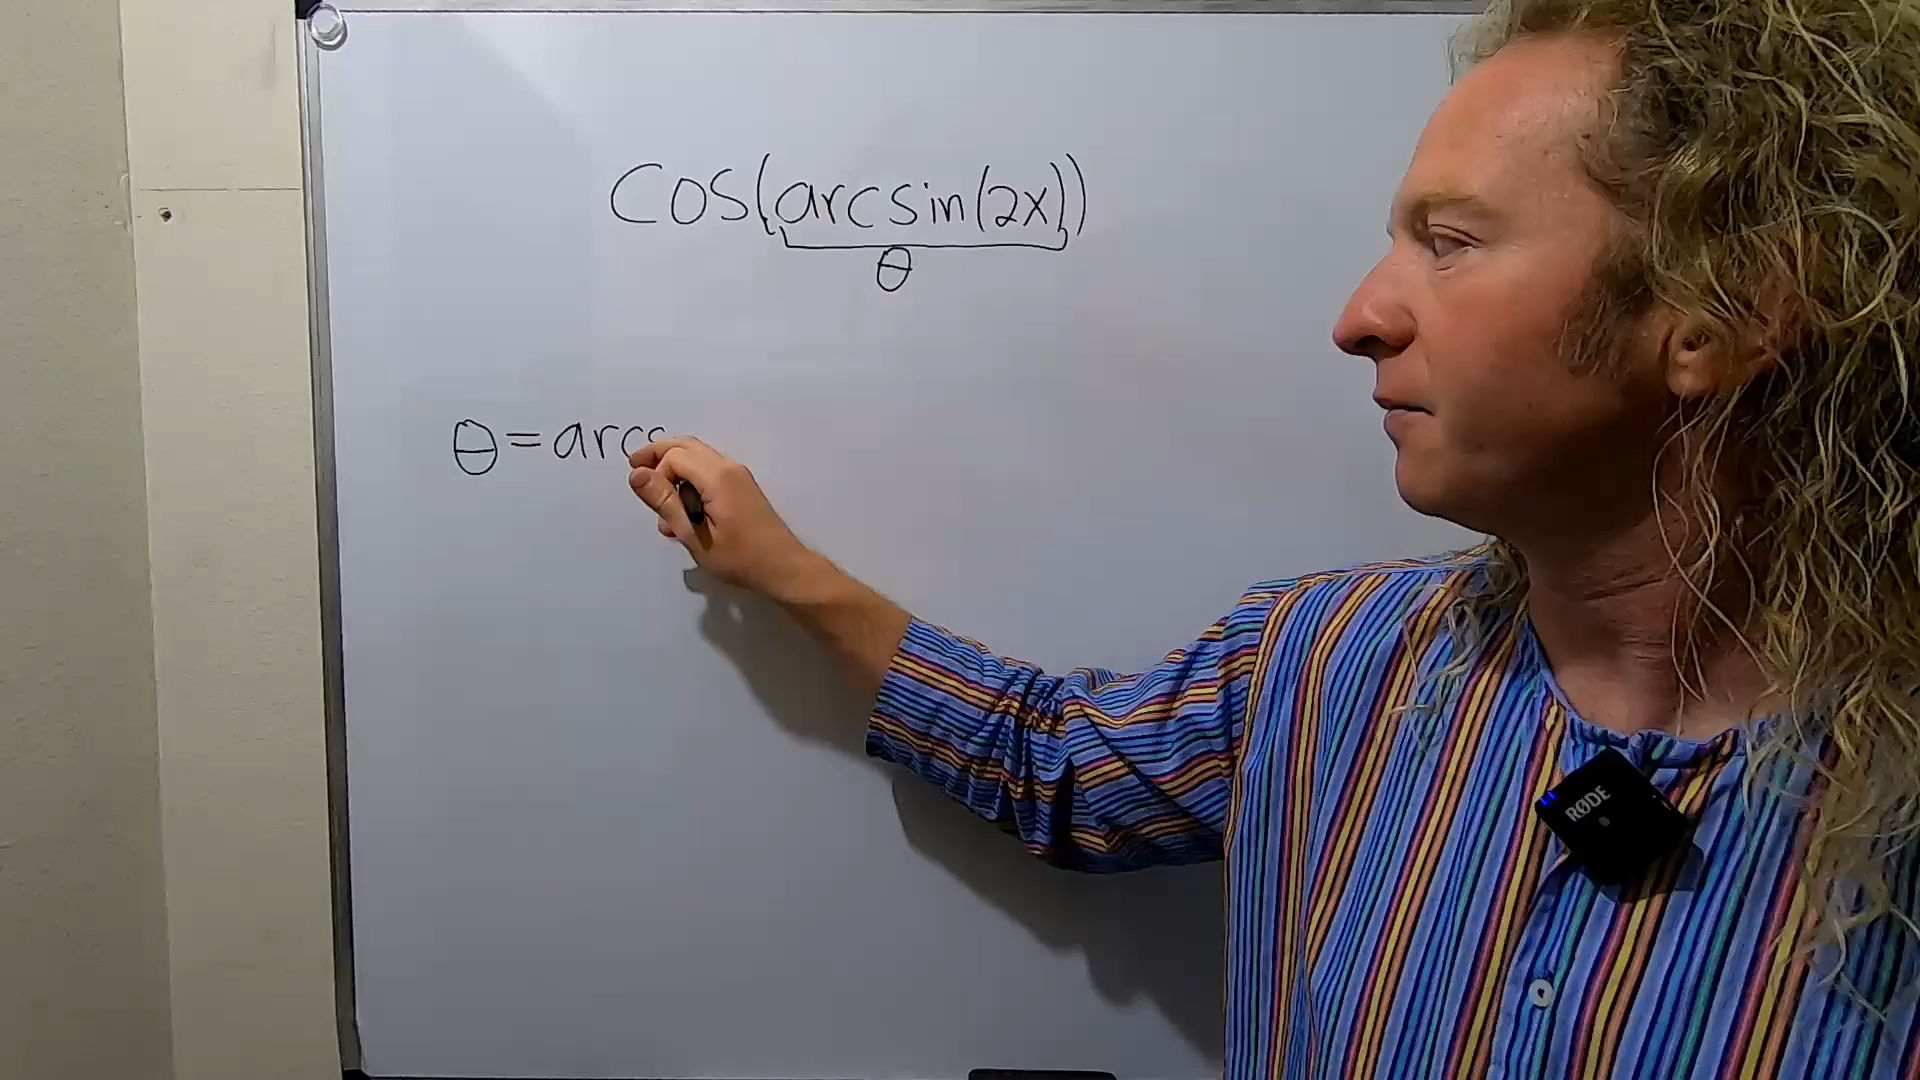 cos(arcsin(2x))
θ
θ = arcs
RØDE